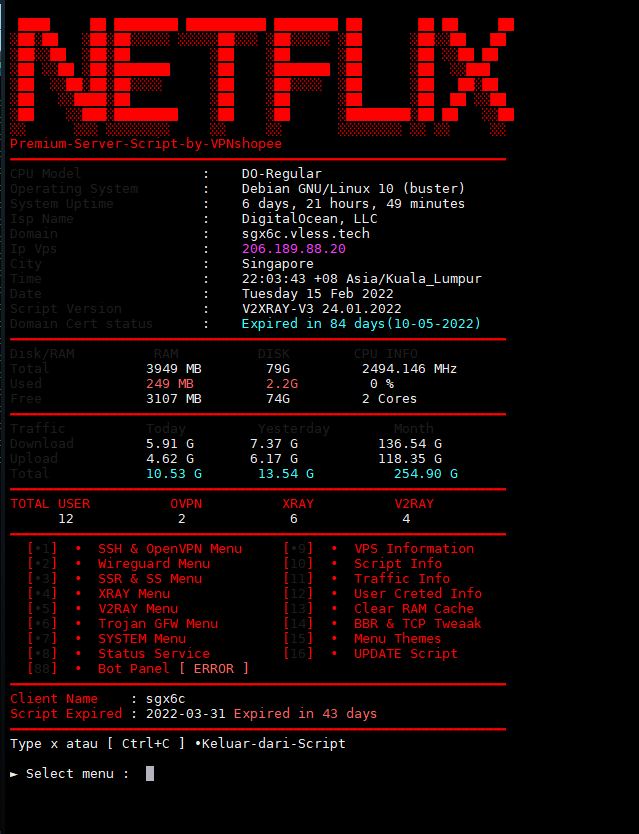 NETFLIX
Premium-Server-Script-by-VPNshopee
CPU Model : DO-Regular
Operating System : Debian GNU/Linux 10 (buster)
System Uptime : 6 days, 21 hours, 49 minutes
Isp Name : DigitalOcean, LLC
Domain : sgx6c.vless.tech
Ip Vps : 206.189.88.20
City : Singapore
Time : 22:03:43 +08 Asia/Kuala_Lumpur
Date : Tuesday 15 Feb 2022
Script Version : V2XRAY-V3 24.01.2022
Domain Cert status : Expired in 84 days(10-05-2022)
Disk/RAM RAM DISK CPU INFO
Total 3949 MB 79G 2494.146 MHz
Used 249 MB 2.2G 0 %
Free 3107 MB 74G 2 Cores
Traffic Today Yesterday Month
Download 5.91 G 7.37 G 136.54 G
Upload 4.62 G 6.17 G 118.35 G
Total 10.53 G 13.54 G 254.90 G
TOTAL USER OVPN XRAY V2RAY
12 2 6 4
[•1] • SSH & OpenVPN Menu [•9] • VPS Information
[•2] • Wireguard Menu [10] • Script Info
[•3] • SSR & SS Menu [11] • Traffic Info
[•4] • XRAY Menu [12] • User Creted Info
[•5] • V2RAY Menu [13] • Clear RAM Cache
[•6] • Trojan GFW Menu [14] • BBR & TCP Tweaak
[•7] • SYSTEM Menu [15] • Menu Themes
[•8] • Status Service [16] • UPDATE Script
[88] • Bot Panel [ ERROR ]
Client Name : sgx6c
Script Expired : 2022-03-31 Expired in 43 days
Type x atau [ Ctrl+C ] •Keluar-dari-Script
► Select menu :